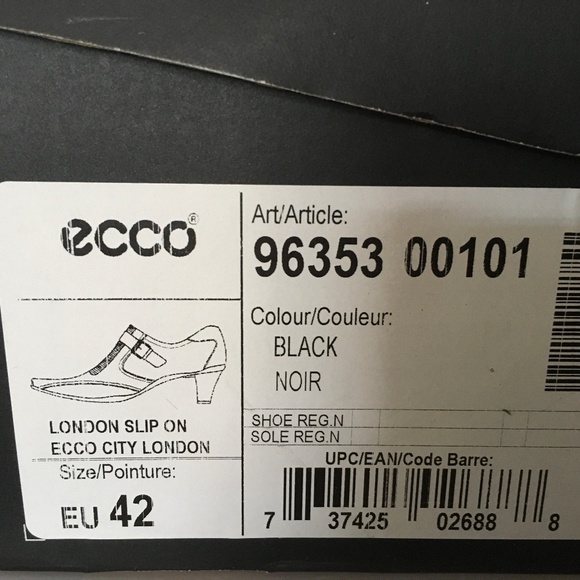 ecco®
LONDON SLIP ON
ECCO CITY LONDON
Size/Pointure:
EU 42
Art/Article:
96353 00101
Colour/Couleur:
BLACK
NOIR
SHOE REG.N
SOLE REG.N
UPC/EAN/Code Barre:
7 37425 02688 8